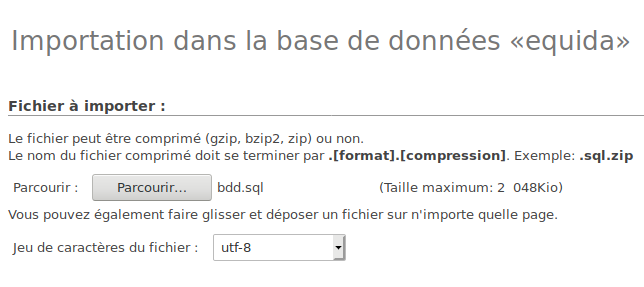 Importation dans la base de données «equida»
Fichier à importer :
Le fichier peut être comprimé (gzip, bzip2, zip) ou non.
Le nom du fichier comprimé doit se terminer par .[format].[compression]. Exemple: .sql.zip
Parcourir : Parcourir... bdd.sql (Taille maximum: 2 048Kio)
Vous pouvez également faire glisser et déposer un fichier sur n'importe quelle page.
Jeu de caractères du fichier : utf-8